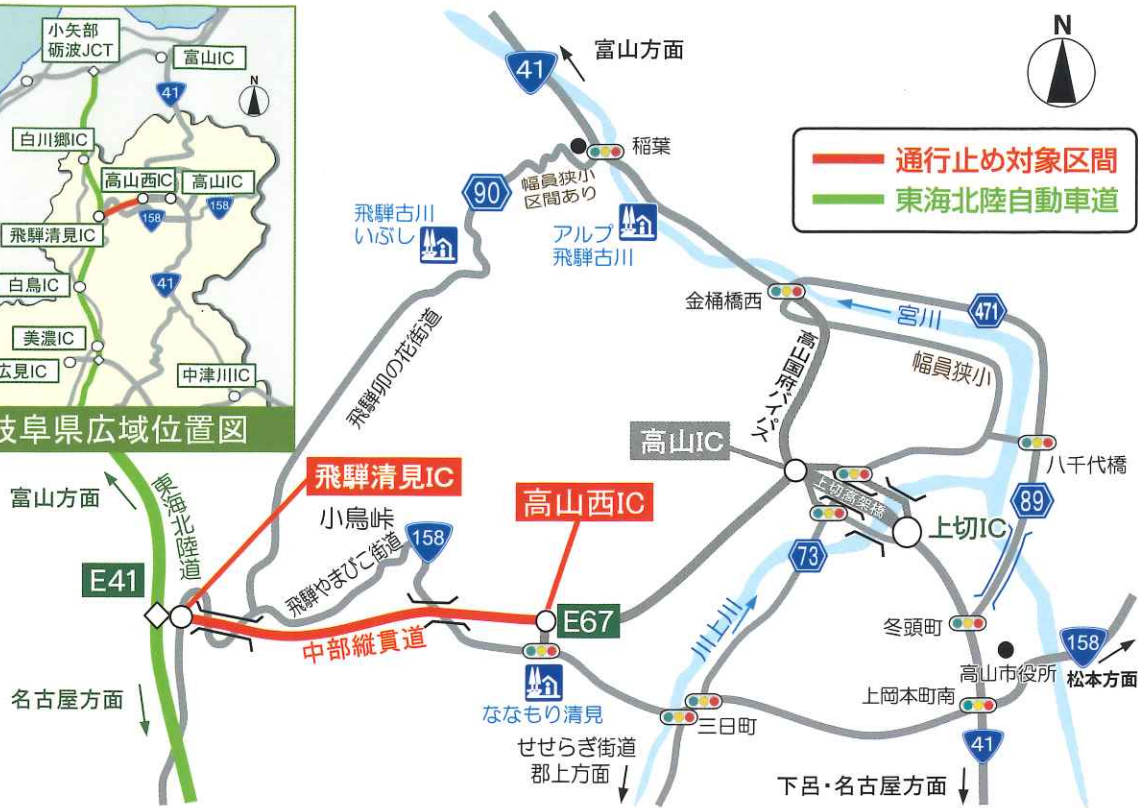 小矢部
砺波JCT
富山IC
41
N
白川郷IC
高山西IC
高山IC
158
158
飛騨清見IC
白鳥IC
41
美濃IC
広見IC
中津川IC
岐阜県広域位置図
41
富山方面
N
通行止め対象区間
東海北陸自動車道
稲葉
幅員狭小
区間あり
90
飛騨古川
いぶし
アルプ
飛騨古川
金桶橋西
宮川
471
高山国府バイパス
幅員狭小
飛騨卯の花街道
高山IC
八千代橋
上切高架橋
上切IC
89
富山方面
東海北陸道
飛騨清見IC
小鳥峠
158
高山西IC
73
E41
飛騨やまびこ街道
E67
川上川
中部縦貫道
冬頭町
158
高山市役所
松本方面
名古屋方面
ななもり清見
上岡本町南
三日町
せせらぎ街道
郡上方面
41
下呂・名古屋方面